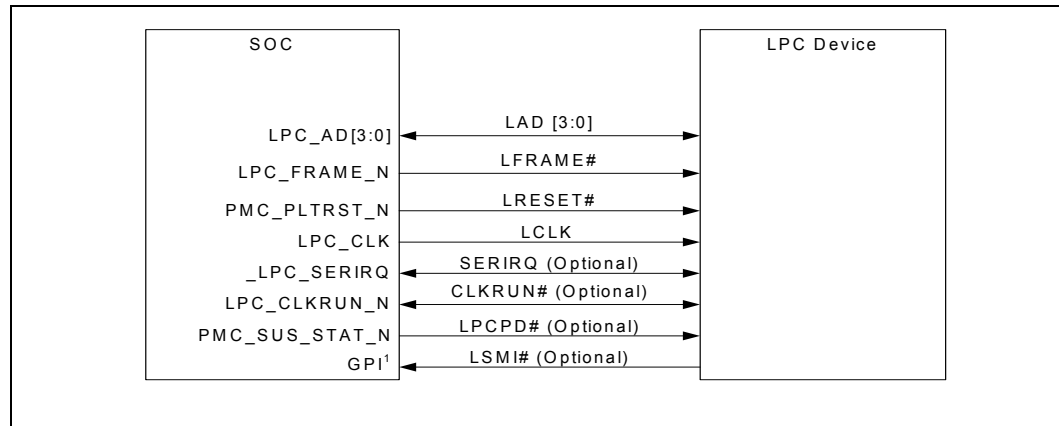 SOC LPC Device
LPC_AD[3:0] LAD [3:0]
LPC_FRAME_N LFRAME#
PMC_PLTRST_N LRESET#
LPC_CLK LCLK
_LPC_SERIRQ SERIRQ (Optional)
LPC_CLKRUN_N CLKRUN# (Optional)
PMC_SUS_STAT_N LPCPD# (Optional)
GPI¹ LSMI# (Optional)